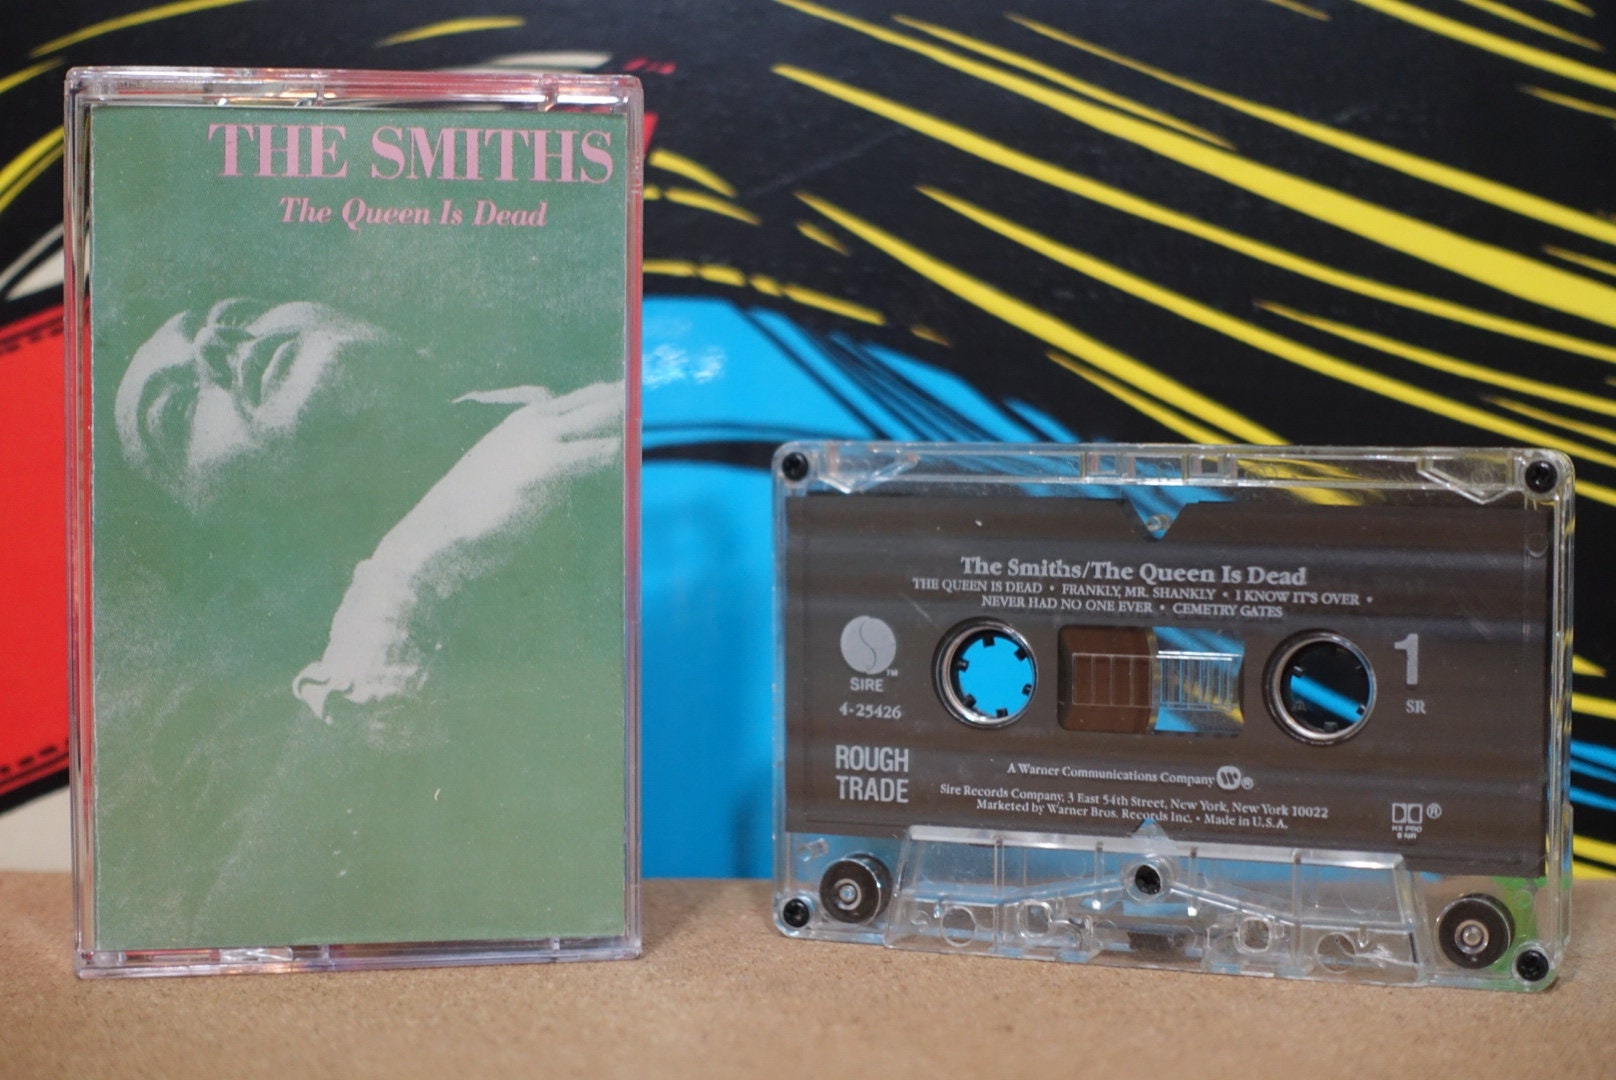 THE SMITHS
The Queen Is Dead
The Smiths/The Queen Is Dead
THE QUEEN IS DEAD • FRANKLY, MR. SHANKLY • I KNOW IT'S OVER •
NEVER HAD NO ONE EVER • CEMETRY GATES
SIRE™
4-25426
ROUGH
TRADE
1
SR
A Warner Communications Company ®
Sire Records Company, 3 East 54th Street, New York, New York 10022
Marketed by Warner Bros. Records Inc. • Made in U.S.A.
®
HX PRO